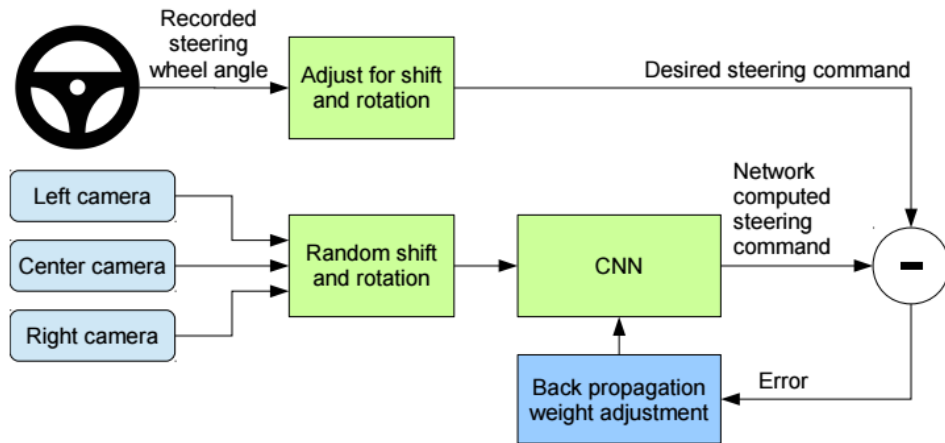 Recorded
steering
wheel angle
Adjust for shift
and rotation
Desired steering command
Left camera
Center camera
Right camera
Random shift
and rotation
CNN
Network
computed
steering
command
-
Back propagation
weight adjustment
Error